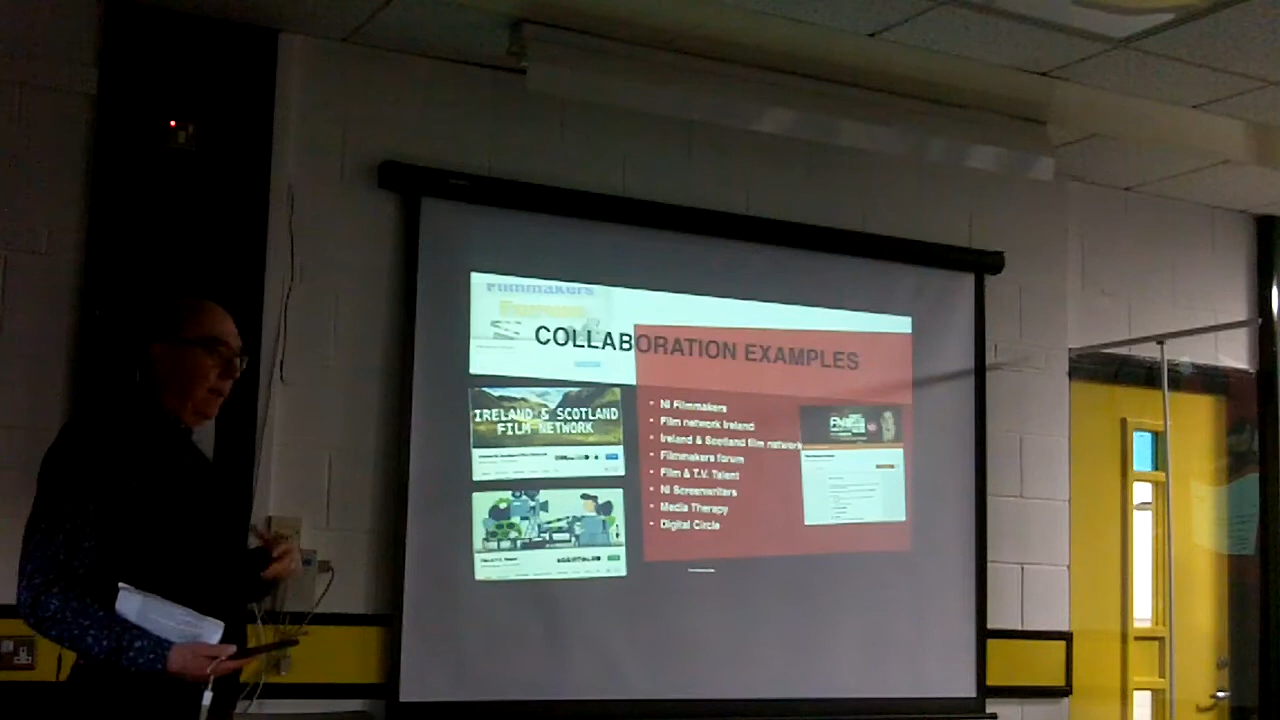 Filmmakers
COLLABORATION EXAMPLES
IRELAND & SCOTLAND
FILM NETWORK
• NI Filmmakers
• Film network Ireland
• Ireland & Scotland film network
• Filmmakers forum
• Film & T.V. Talent
• NI Screenwriters
• Media Therapy
• Digital Circle